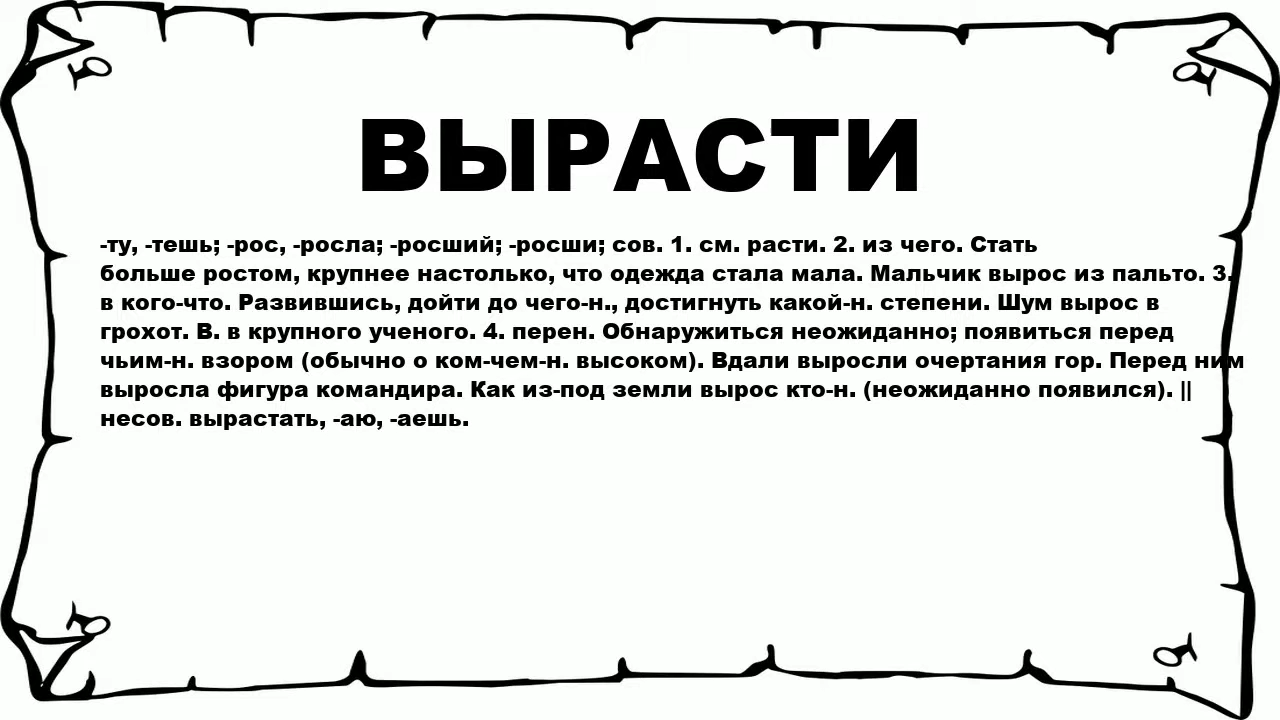 ВЫРАСТИ
-ту, -тешь; -рос, -росла; -росший; -росши; сов. 1. см. расти. 2. из чего. Стать
больше ростом, крупнее настолько, что одежда стала мала. Мальчик вырос из пальто. 3.
в кого-что. Развившись, дойти до чего-н., достигнуть какой-н. степени. Шум вырос в
грохот. В. в крупного ученого. 4. перен. Обнаружиться неожиданно; появиться перед
чьим-н. взором (обычно о ком-чем-н. высоком). Вдали выросли очертания гор. Перед ним
выросла фигура командира. Как из-под земли вырос кто-н. (неожиданно появился). ||
несов. вырастать, -аю, -аешь.